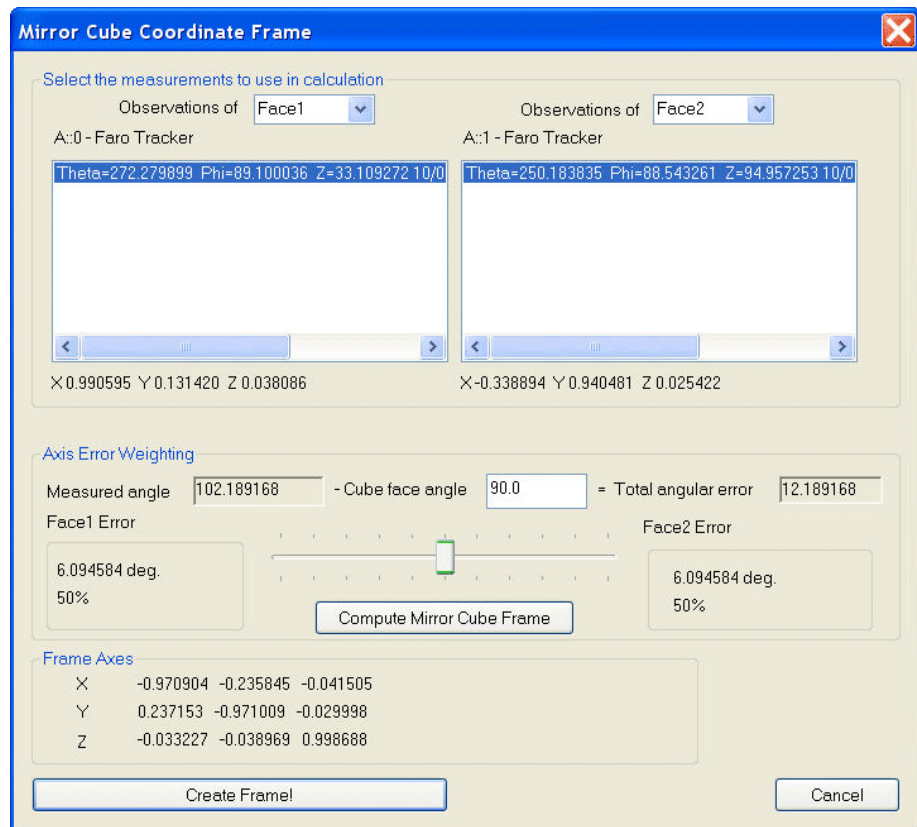 Mirror Cube Coordinate Frame
Select the measurements to use in calculation
Observations of Face1
Observations of Face2
A::0 - Faro Tracker
A::1 - Faro Tracker
Theta=272.279899 Phi=89.100036 Z=33.109272 10/0
Theta=250.183835 Phi=88.543261 Z=94.957253 10/0
X 0.990595 Y 0.131420 Z 0.038086
X -0.338894 Y 0.940481 Z 0.025422
Axis Error Weighting
Measured angle 102.189168 - Cube face angle 90.0 = Total angular error 12.189168
Face1 Error
Face2 Error
6.094584 deg.
50%
6.094584 deg.
50%
Compute Mirror Cube Frame
Frame Axes
X -0.970904 -0.235845 -0.041505
Y 0.237153 -0.971009 -0.029998
Z -0.033227 -0.038969 0.998688
Create Frame!
Cancel